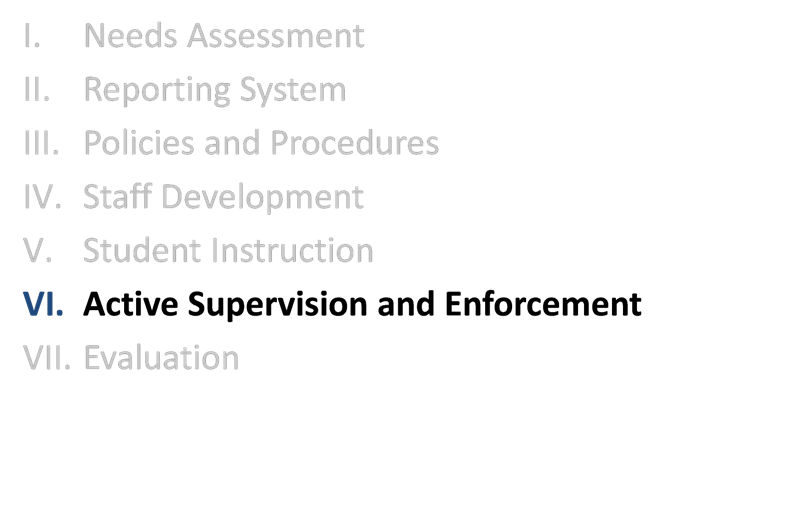 I. Needs Assessment
II. Reporting System
III. Policies and Procedures
IV. Staff Development
V. Student Instruction
VI. Active Supervision and Enforcement
VII. Evaluation